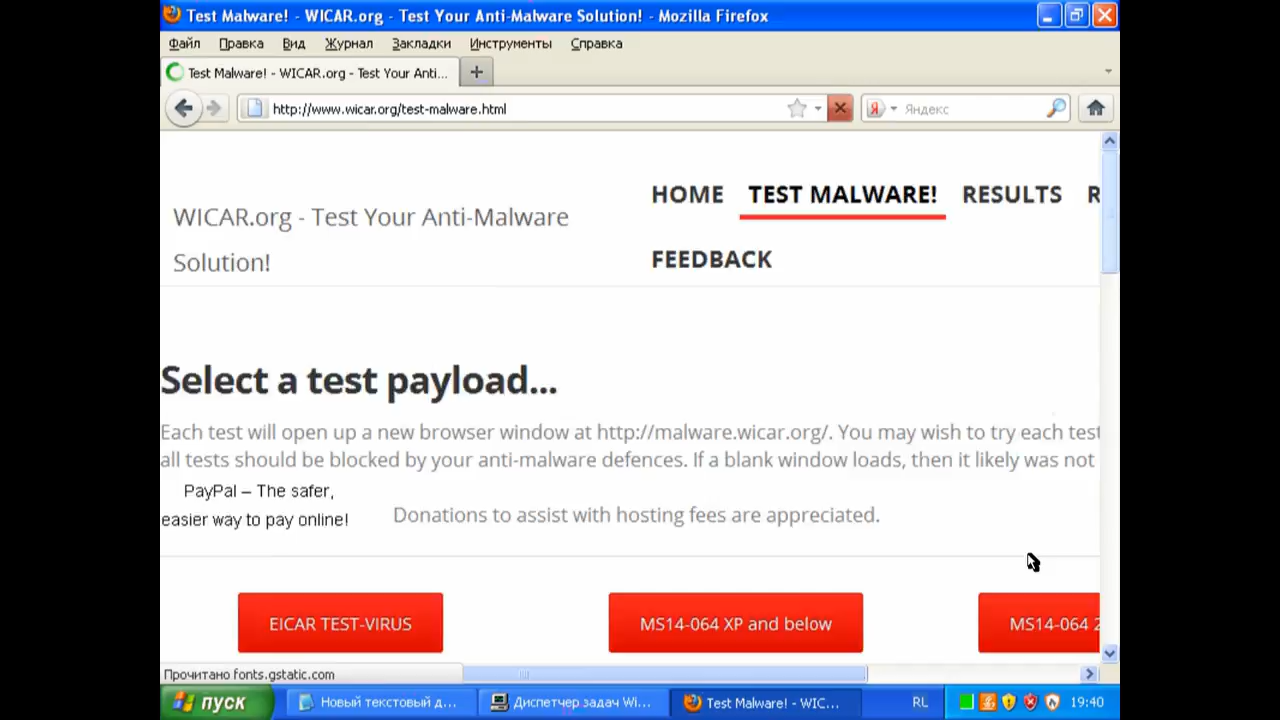 Test Malware! - WICAR.org - Test Your Anti-Malware Solution! - Mozilla Firefox
Файл Правка Вид Журнал Закладки Инструменты Справка
Test Malware! - WICAR.org - Test Your Anti...
http://www.wicar.org/test-malware.html
Яндекс
HOME TEST MALWARE! RESULTS R
WICAR.org - Test Your Anti-Malware
Solution!
FEEDBACK
Select a test payload...
Each test will open up a new browser window at http://malware.wicar.org/. You may wish to try each test
all tests should be blocked by your anti-malware defences. If a blank window loads, then it likely was not
PayPal – The safer,
easier way to pay online!
Donations to assist with hosting fees are appreciated.
EICAR TEST-VIRUS
MS14-064 XP and below
MS14-064 2
Прочитано fonts.gstatic.com
пуск
Новый текстовый д...
Диспетчер задач Wi...
Test Malware! - WIC...
RL
19:40